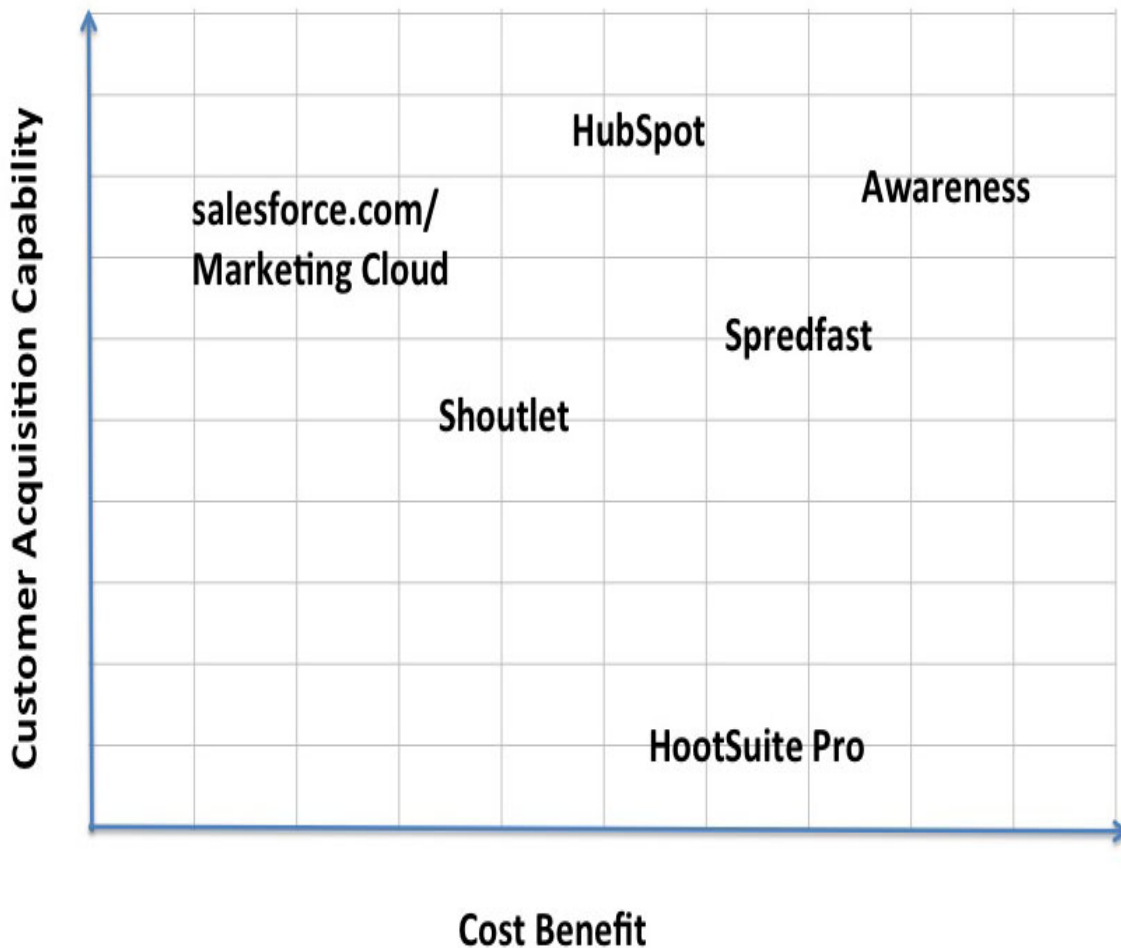 Customer Acquisition Capability
HubSpot
Awareness
salesforce.com/
Marketing Cloud
Spredfast
Shoutlet
HootSuite Pro
Cost Benefit